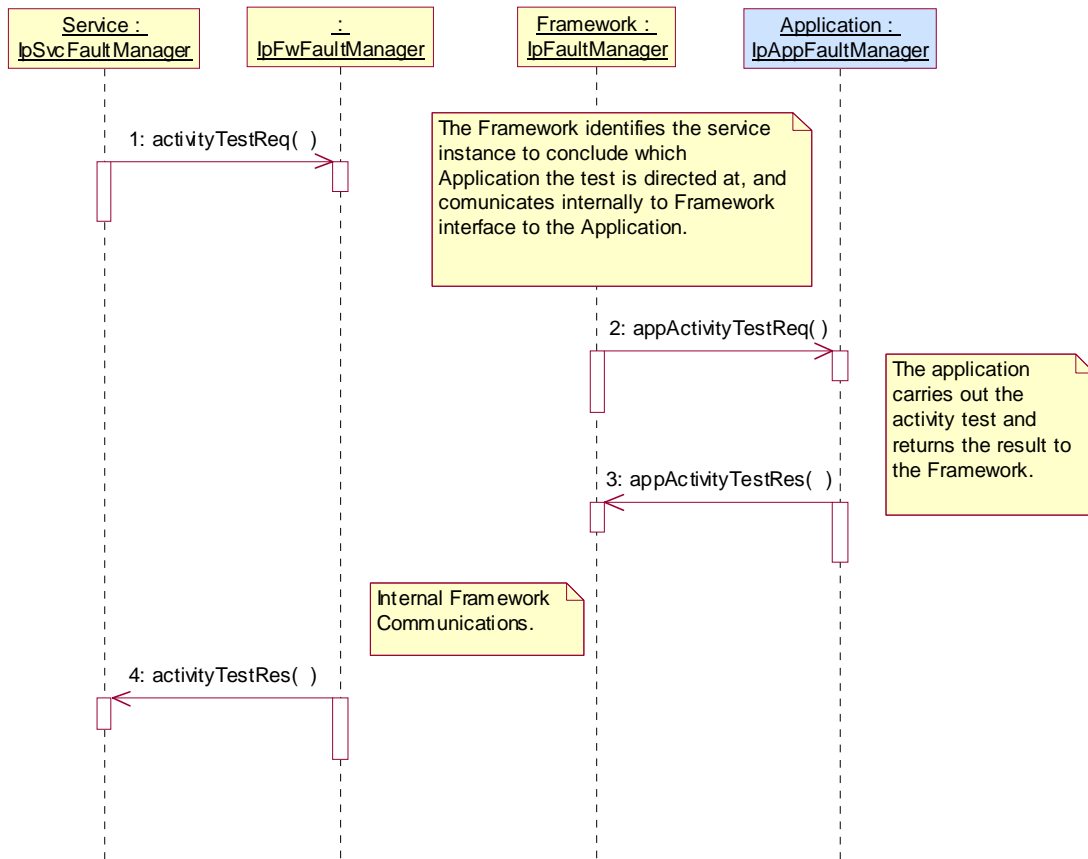 Service :
IpSvcFaultManager
:
IpFwFaultManager
Framework :
IpFaultManager
Application :
IpAppFaultManager
1: activityTestReq( )
The Framework identifies the service
instance to conclude which
Application the test is directed at, and
comunicates internally to Framework
interface to the Application.
2: appActivityTestReq( )
The application
carries out the
activity test and
returns the result to
the Framework.
3: appActivityTestRes( )
Internal Framework
Communications.
4: activityTestRes( )